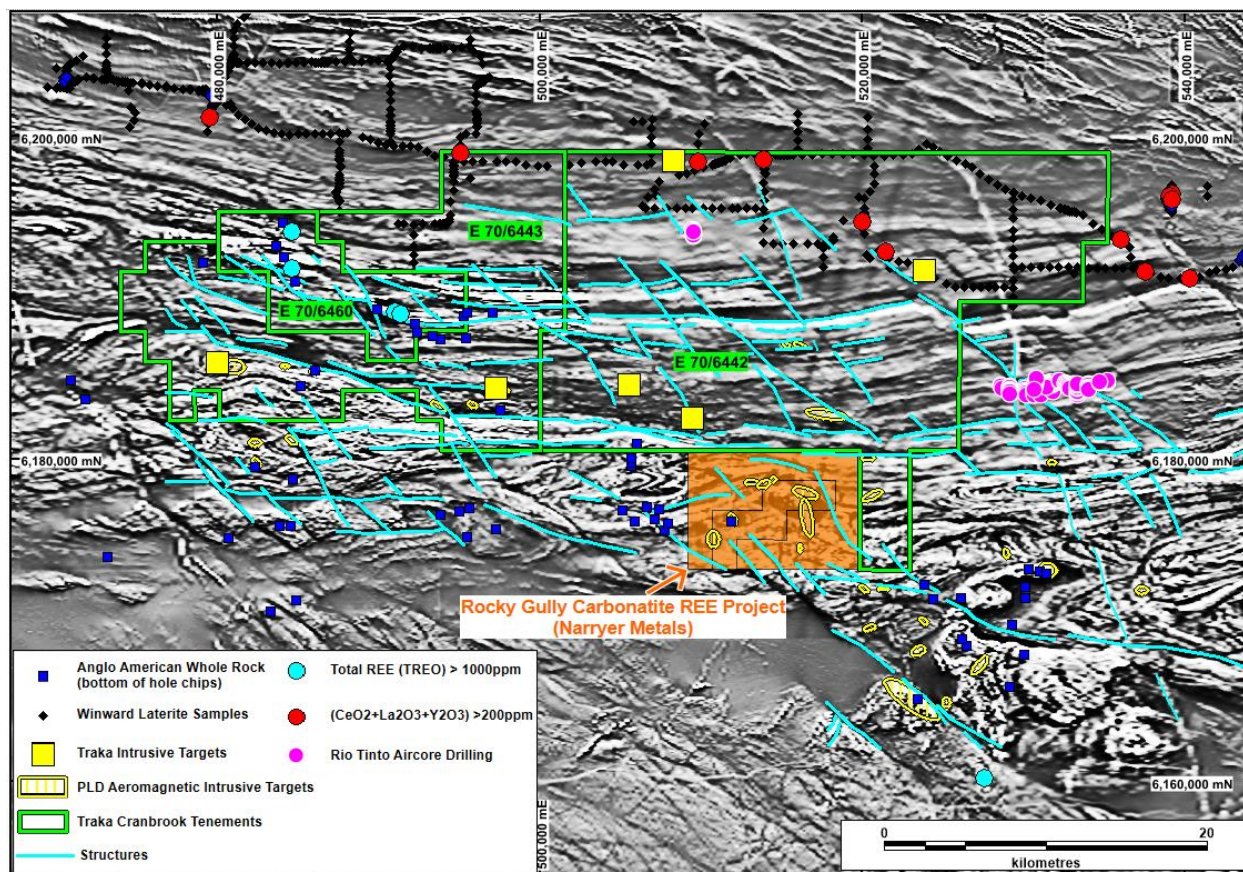 480,000 mE
500,000 mE
520,000 mE
540,000 mE
6,200,000 mN
6,200,000 mN
E 70/6443
E 70/6460
E 70/6442
6,180,000 mN
6,180,000 mN
Rocky Gully Carbonatite REE Project
(Narryer Metals)
Anglo American Whole Rock
(bottom of hole chips)
Total REE (TREO) > 1000ppm
Winward Laterite Samples
(CeO2+La2O3+Y2O3) >200ppm
Traka Intrusive Targets
Rio Tinto Aircore Drilling
PLD Aeromagnetic Intrusive Targets
Traka Cranbrook Tenements
Structures
6,160,000 mN
500,000 mE
0 20
kilometres